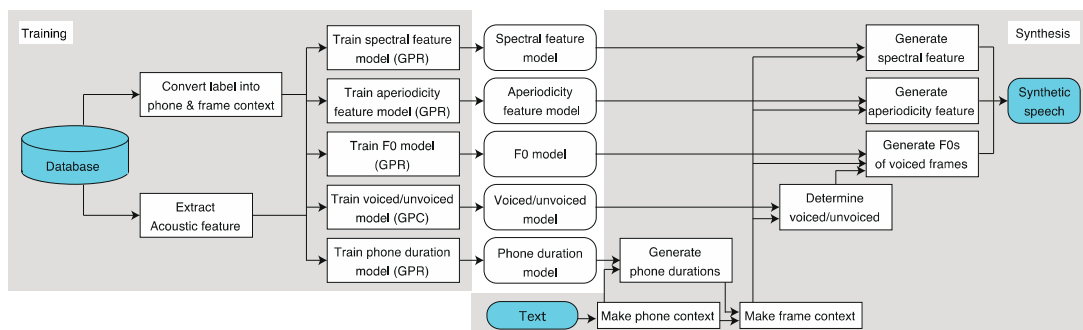 Training
Synthesis
Database
Convert label into
phone & frame context
Extract
Acoustic feature
Train spectral feature
model (GPR)
Train aperiodicity
feature model (GPR)
Train F0 model
(GPR)
Train voiced/unvoiced
model (GPC)
Train phone duration
model (GPR)
Spectral feature
model
Aperiodicity
feature model
F0 model
Voiced/unvoiced
model
Phone duration
model
Text
Generate
phone durations
Make phone context
Make frame context
Determine
voiced/unvoiced
Generate
spectral feature
Generate
aperiodicity feature
Generate F0s
of voiced frames
Synthetic
speech